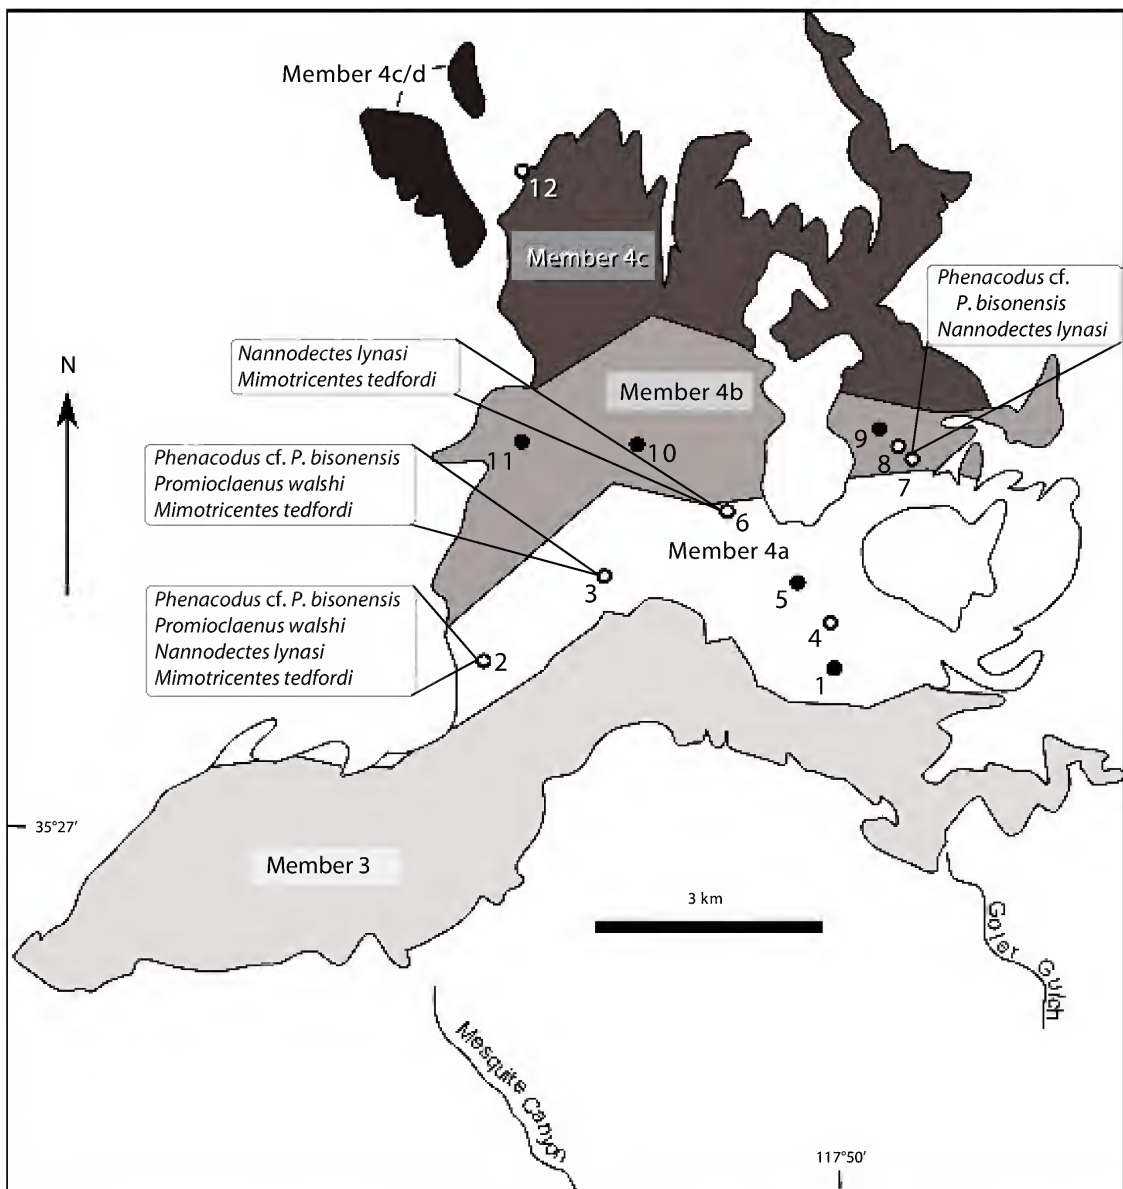 Member 4c/d
12
Member 4c
Phenacodus cf.
P. bisonensis
Nannodectes lynasi
N
Nannodectes lynasi
Mimotricentes tedfordi
Member 4b
9
8
7
10
11
Phenacodus cf. P. bisonensis
Promioclaenus walshi
Mimotricentes tedfordi
6
Member 4a
3
5
4
Phenacodus cf. P. bisonensis
Promioclaenus walshi
Nannodectes lynasi
Mimotricentes tedfordi
2
1
35°27′
Member 3
3 km
Goler Gulch
Mesquite Canyon
117°50′